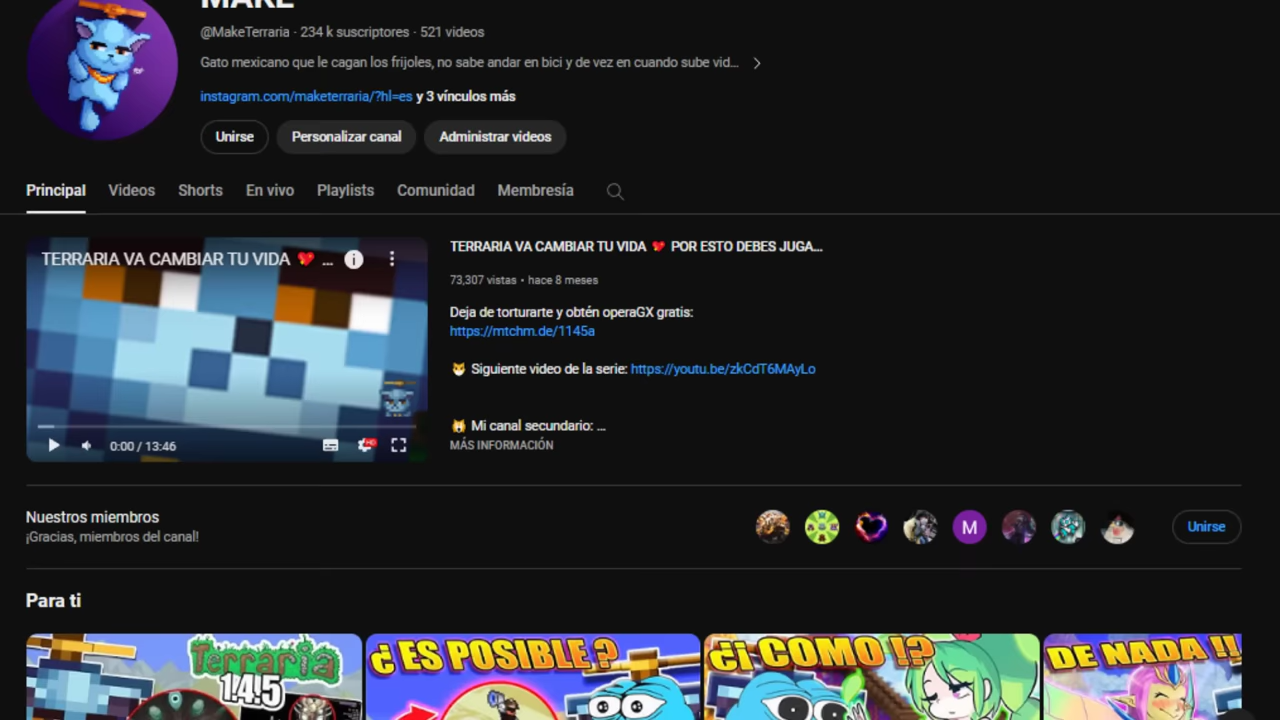 MAKE
@MakeTerraria · 234 k suscriptores · 521 videos
Gato mexicano que le cagan los frijoles, no sabe andar en bici y de vez en cuando sube vid...
instagram.com/maketerraria/?hl=es y 3 vínculos más
Unirse Personalizar canal Administrar videos
Principal Videos Shorts En vivo Playlists Comunidad Membresía
TERRARIA VA CAMBIAR TU VIDA 💖 ...
0:00 / 13:46
TERRARIA VA CAMBIAR TU VIDA 💖 POR ESTO DEBES JUGA...
73,307 vistas • hace 8 meses
Deja de torturarte y obtén operaGX gratis:
https://mtchm.de/1145a
🐱 Siguiente video de la serie: https://youtu.be/zkCdT6MAyLo
🙀 Mi canal secundario: ...
MÁS INFORMACIÓN
Nuestros miembros
¡Gracias, miembros del canal!
M
Unirse
Para ti
Terraria
1.4.5
¿ ES POSIBLE ?
¿¡ COMO !?
DE NADA !!